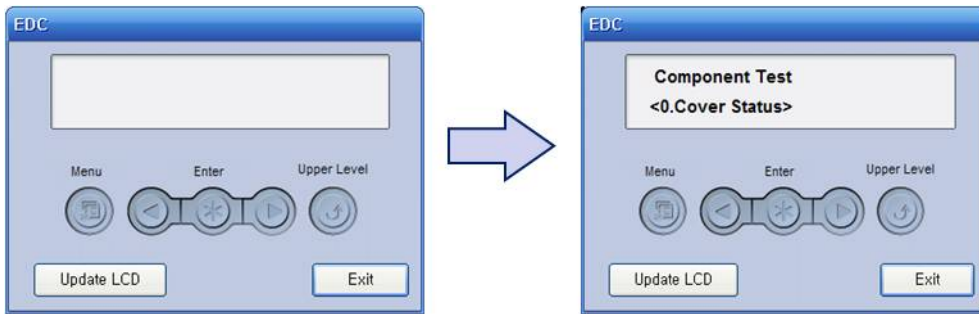 EDC
Menu
Enter
Upper Level
Update LCD
Exit
EDC
Component Test
<0.Cover Status>
Menu
Enter
Upper Level
Update LCD
Exit